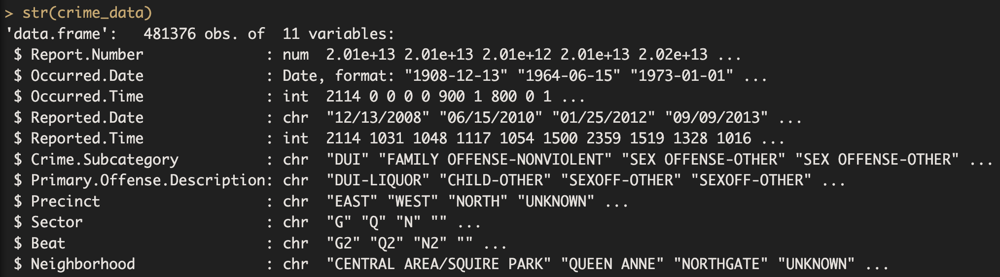 > str(crime_data)
'data.frame':   481376 obs. of  11 variables:
 $ Report.Number              : num  2.01e+13 2.01e+13 2.01e+12 2.01e+13 2.02e+13 ...
 $ Occurred.Date              : Date, format: "1908-12-13" "1964-06-15" "1973-01-01" ...
 $ Occurred.Time              : int  2114 0 0 0 0 900 1 800 0 1 ...
 $ Reported.Date              : chr  "12/13/2008" "06/15/2010" "01/25/2012" "09/09/2013" ...
 $ Reported.Time              : int  2114 1031 1048 1117 1054 1500 2359 1519 1328 1016 ...
 $ Crime.Subcategory          : chr  "DUI" "FAMILY OFFENSE-NONVIOLENT" "SEX OFFENSE-OTHER" "SEX OFFENSE-OTHER" ...
 $ Primary.Offense.Description: chr  "DUI-LIQUOR" "CHILD-OTHER" "SEXOFF-OTHER" "SEXOFF-OTHER" ...
 $ Precinct                   : chr  "EAST" "WEST" "NORTH" "UNKNOWN" ...
 $ Sector                     : chr  "G" "Q" "N" "" ...
 $ Beat                       : chr  "G2" "Q2" "N2" "" ...
 $ Neighborhood               : chr  "CENTRAL AREA/SQUIRE PARK" "QUEEN ANNE" "NORTHGATE" "UNKNOWN" ...